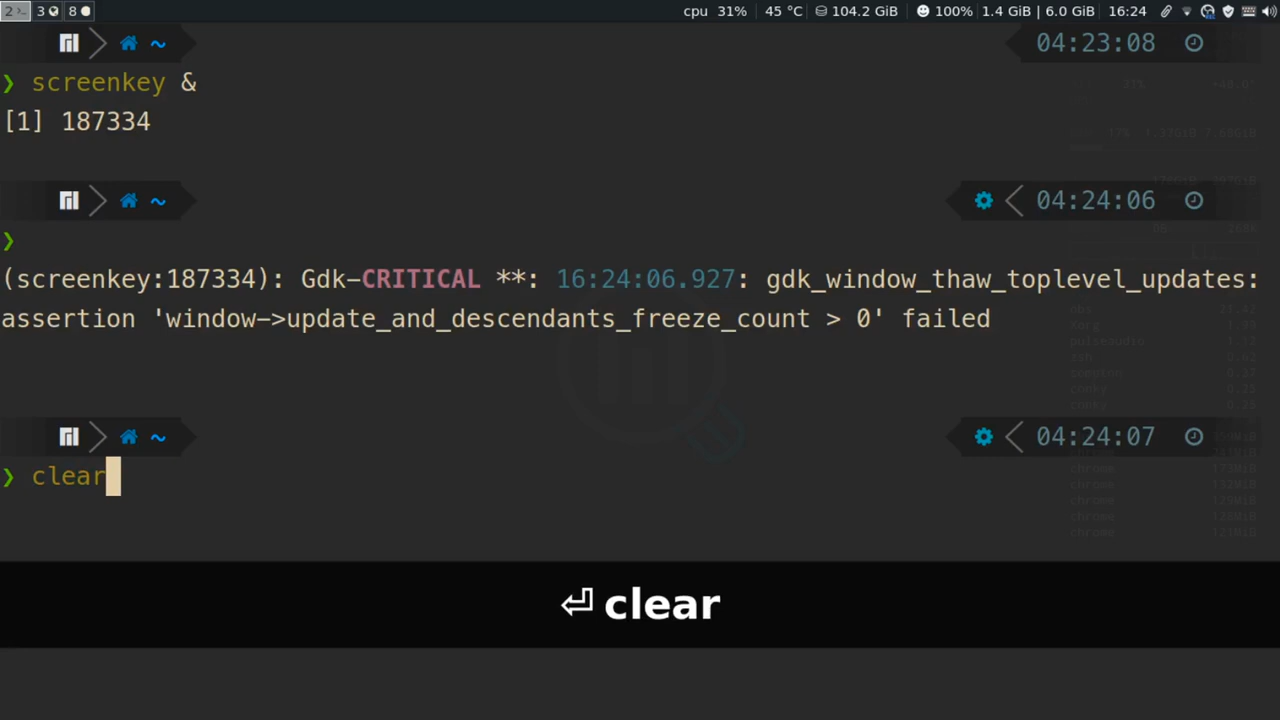 2 3 8 cpu 31% 45 °C 104.2 GiB 100% 1.4 GiB | 6.0 GiB 16:24
~ 04:23:08
❯ screenkey &
[1] 187334
~ 04:24:06
❯
(screenkey:187334): Gdk-CRITICAL **: 16:24:06.927: gdk_window_thaw_toplevel_updates:
assertion 'window->update_and_descendants_freeze_count > 0' failed
~ 04:24:07
❯ clear
⏎ clear